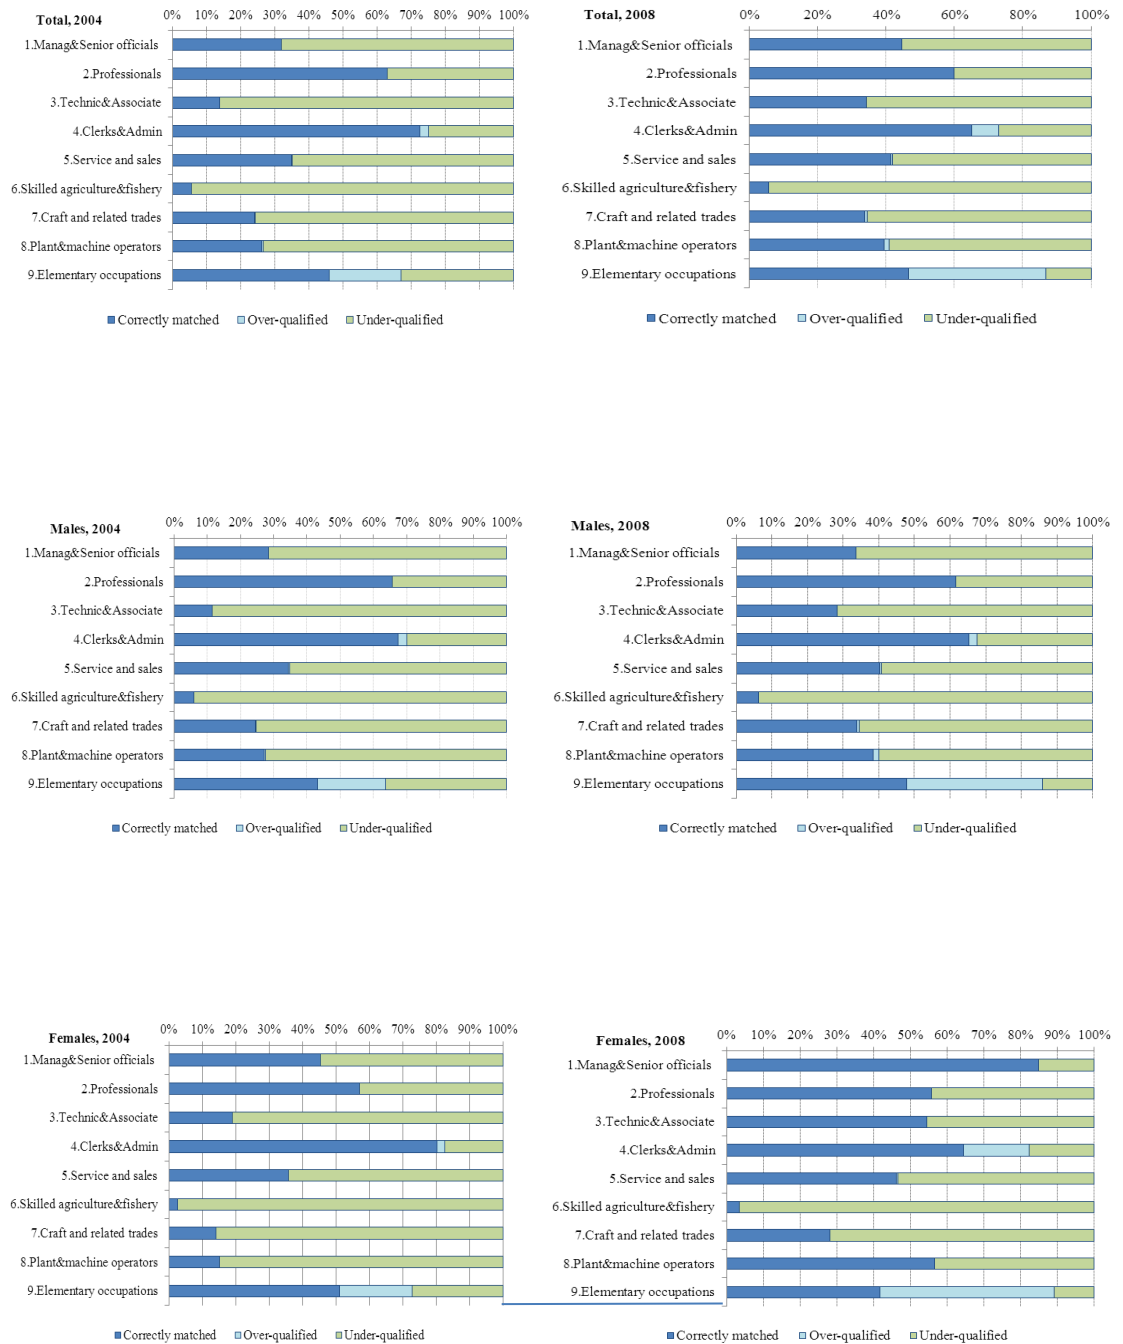 Total, 2004
0% 10% 20% 30% 40% 50% 60% 70% 80% 90% 100%
1.Manag&Senior officials
2.Professionals
3.Technic&Associate
4.Clerks&Admin
5.Service and sales
6.Skilled agriculture&fishery
7.Craft and related trades
8.Plant&machine operators
9.Elementary occupations
Correctly matched Over-qualified Under-qualified
Total, 2008
0% 20% 40% 60% 80% 100%
1.Manag&Senior officials
2.Professionals
3.Technic&Associate
4.Clerks&Admin
5.Service and sales
6.Skilled agriculture&fishery
7.Craft and related trades
8.Plant&machine operators
9.Elementary occupations
Correctly matched Over-qualified Under-qualified
Males, 2004
0% 10% 20% 30% 40% 50% 60% 70% 80% 90% 100%
1.Manag&Senior officials
2.Professionals
3.Technic&Associate
4.Clerks&Admin
5.Service and sales
6.Skilled agriculture&fishery
7.Craft and related trades
8.Plant&machine operators
9.Elementary occupations
Correctly matched Over-qualified Under-qualified
Males, 2008
0% 10% 20% 30% 40% 50% 60% 70% 80% 90% 100%
1.Manag&Senior officials
2.Professionals
3.Technic&Associate
4.Clerks&Admin
5.Service and sales
6.Skilled agriculture&fishery
7.Craft and related trades
8.Plant&machine operators
9.Elementary occupations
Correctly matched Over-qualified Under-qualified
Females, 2004
0% 10% 20% 30% 40% 50% 60% 70% 80% 90% 100%
1.Manag&Senior officials
2.Professionals
3.Technic&Associate
4.Clerks&Admin
5.Service and sales
6.Skilled agriculture&fishery
7.Craft and related trades
8.Plant&machine operators
9.Elementary occupations
Correctly matched Over-qualified Under-qualified
Females, 2008
0% 10% 20% 30% 40% 50% 60% 70% 80% 90% 100%
1.Manag&Senior officials
2.Professionals
3.Technic&Associate
4.Clerks&Admin
5.Service and sales
6.Skilled agriculture&fishery
7.Craft and related trades
8.Plant&machine operators
9.Elementary occupations
Correctly matched Over-qualified Under-qualified